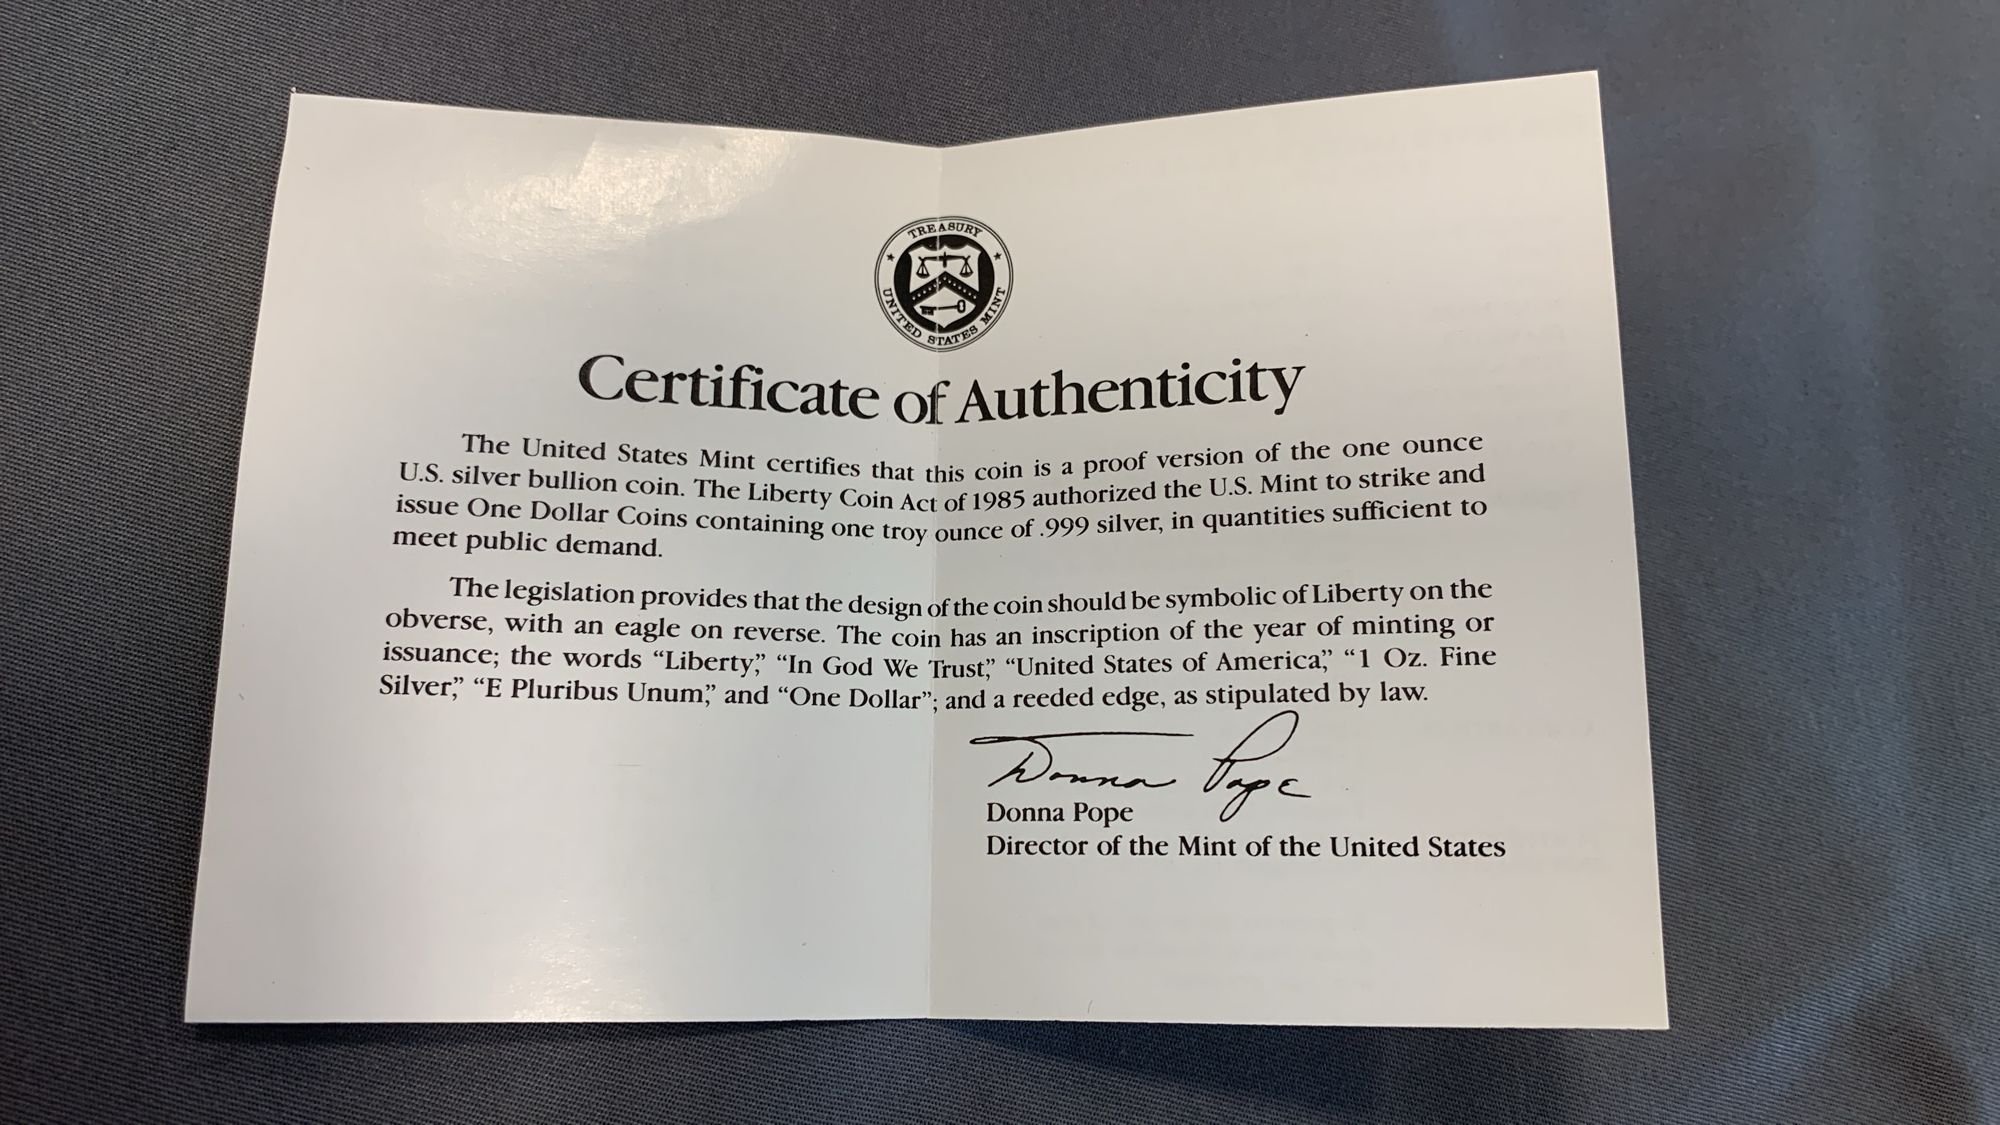 TREASURY
UNITED STATES MINT
Certificate of Authenticity
The United States Mint certifies that this coin is a proof version of the one ounce
U.S. silver bullion coin. The Liberty Coin Act of 1985 authorized the U.S. Mint to strike and
issue One Dollar Coins containing one troy ounce of .999 silver, in quantities sufficient to
meet public demand.
The legislation provides that the design of the coin should be symbolic of Liberty on the
obverse, with an eagle on reverse. The coin has an inscription of the year of minting or
issuance; the words “Liberty,” “In God We Trust,” “United States of America,” “1 Oz. Fine
Silver,” “E Pluribus Unum,” and “One Dollar”; and a reeded edge, as stipulated by law.
Donna Pope
Donna Pope
Director of the Mint of the United States